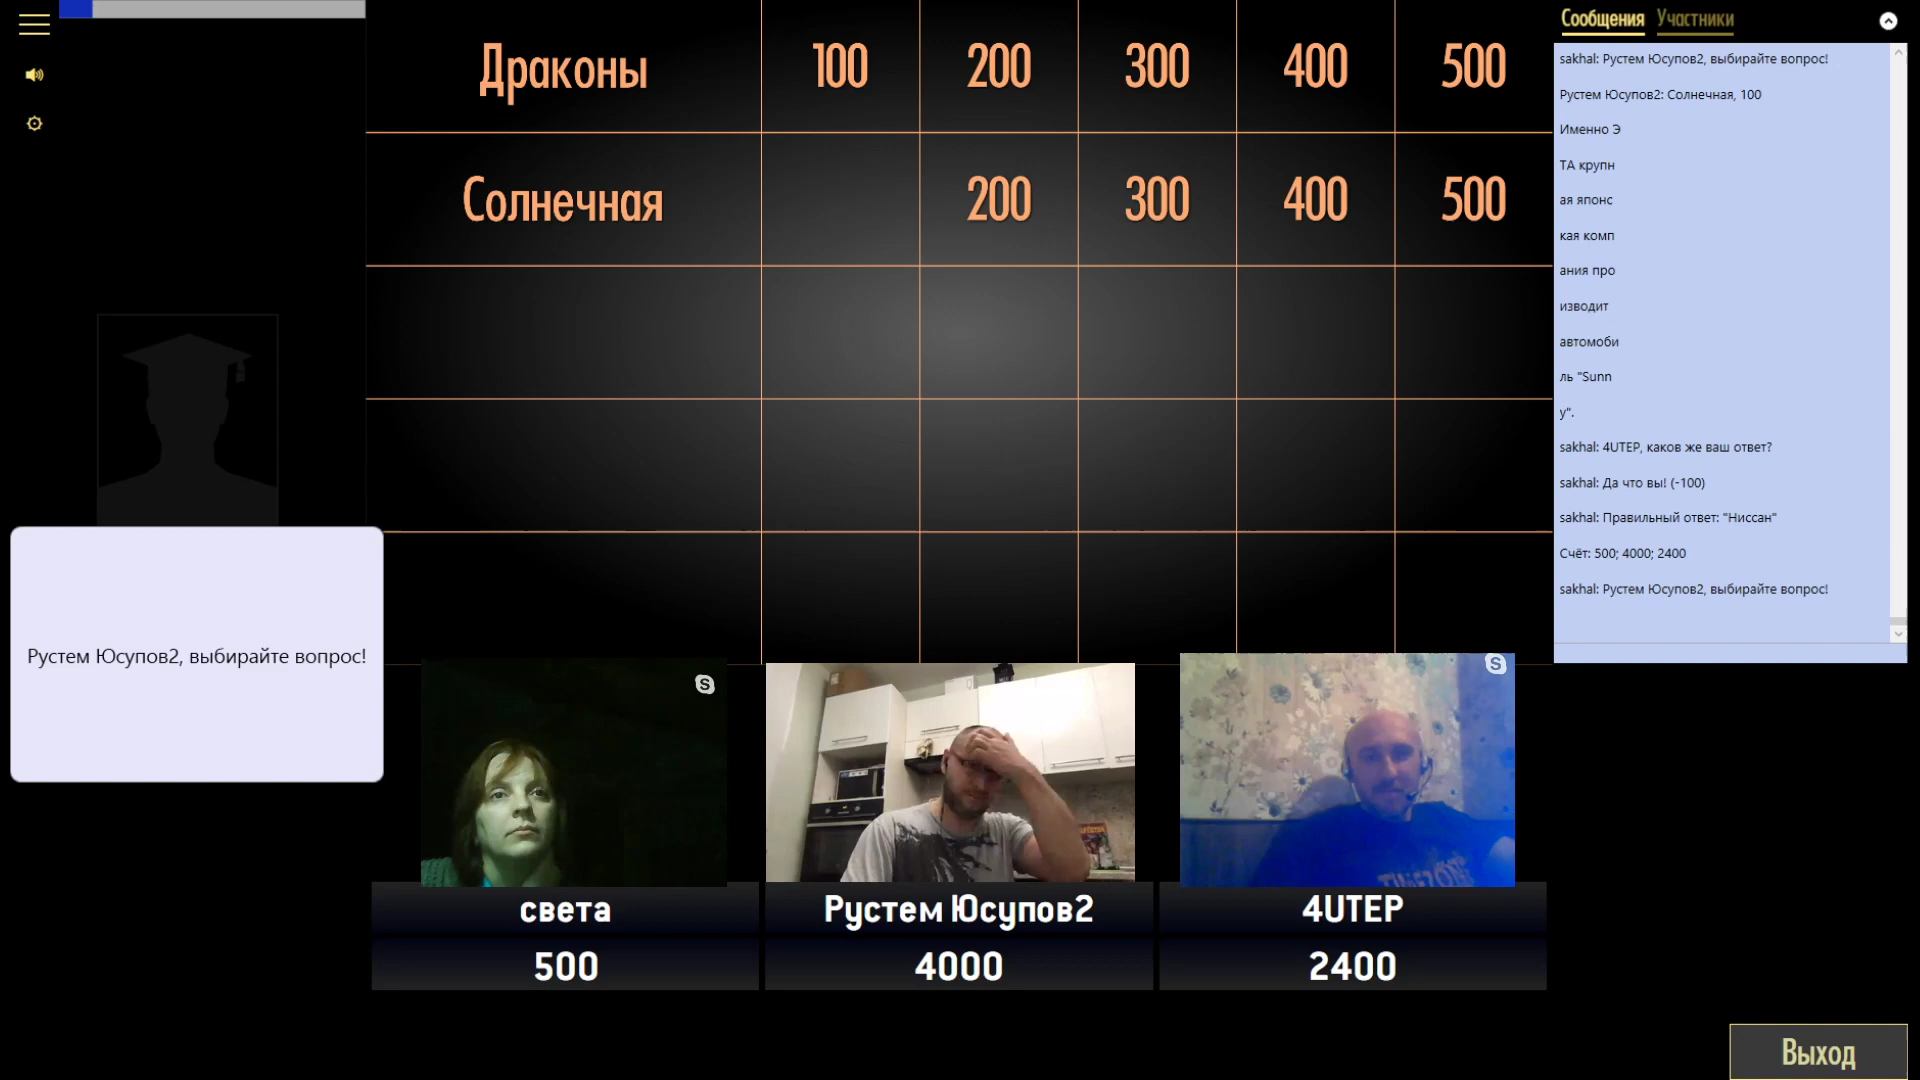 Драконы 100 200 300 400 500
Солнечная 200 300 400 500
Сообщения Участники
sakhal: Рустем Юсупов2, выбирайте вопрос!
Рустем Юсупов2: Солнечная, 100
Именно Э
ТА крупн
ая японс
кая комп
ания про
изводит
автомоби
ль "Sunn
y".
sakhal: 4UTEP, каков же ваш ответ?
sakhal: Да что вы! (-100)
sakhal: Правильный ответ: "Ниссан"
Счёт: 500; 4000; 2400
sakhal: Рустем Юсупов2, выбирайте вопрос!
Рустем Юсупов2, выбирайте вопрос!
света
500
Рустем Юсупов2
4000
4UTEP
2400
Выход